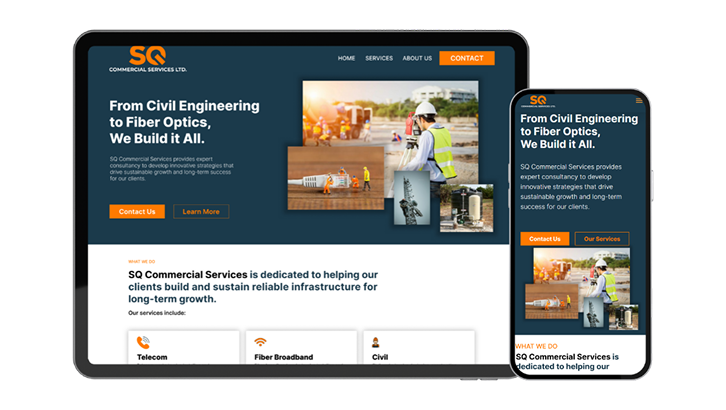 SQ
COMMERCIAL SERVICES LTD.
HOME SERVICES ABOUT US CONTACT
From Civil Engineering
to Fiber Optics,
We Build it All.
SQ Commercial Services provides expert
consultancy to develop innovative strategies that
drive sustainable growth and long-term success
for our clients.
Contact Us Learn More
WHAT WE DO
SQ Commercial Services is dedicated to helping our
clients build and sustain reliable infrastructure for
long-term growth.
Our services include:
Telecom Fiber Broadband Civil
SQ
COMMERCIAL SERVICES LTD.
From Civil Engineering
to Fiber Optics,
We Build it All.
SQ Commercial Services provides
expert consultancy to develop
innovative strategies that drive
sustainable growth and long-term
success for our clients.
Contact Us Our Services
WHAT WE DO
SQ Commercial Services is
dedicated to helping our